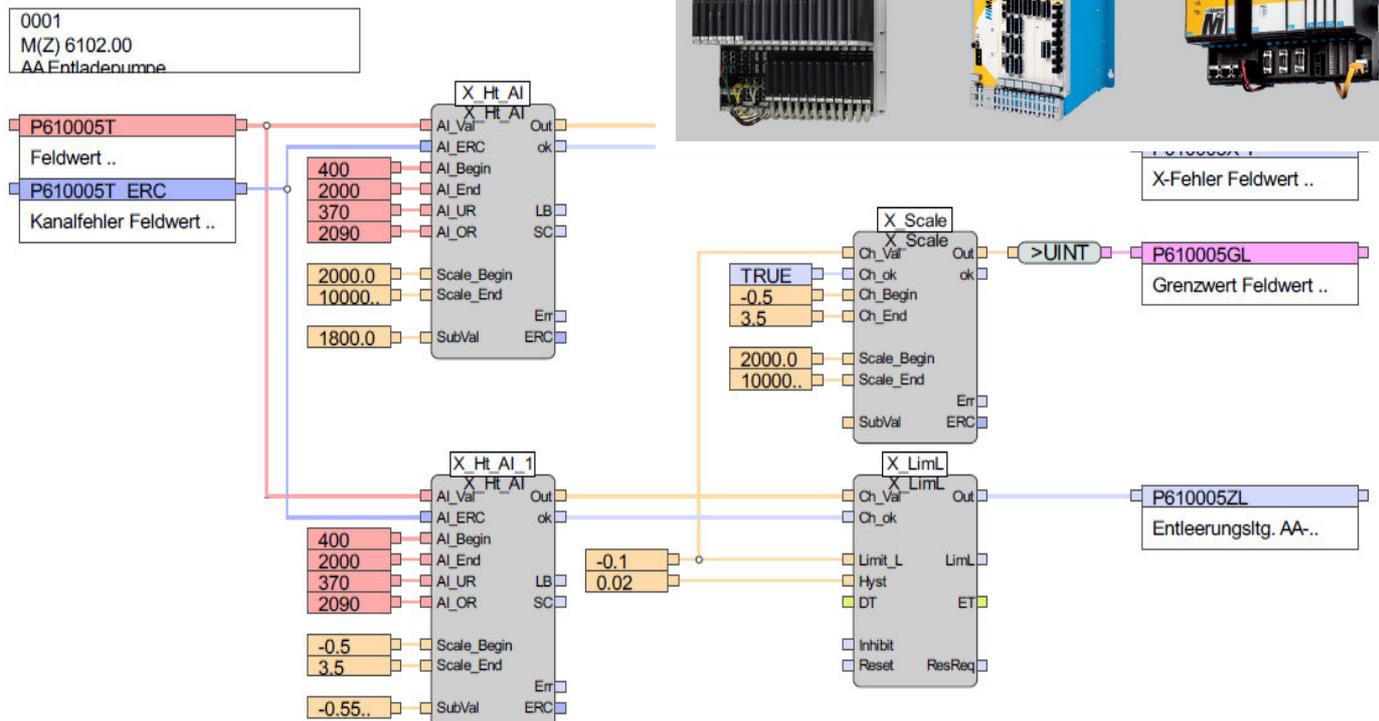 0001
M(Z) 6102.00
AA Entladepumpe
P610005T
Feldwert ..
P610005T ERC
Kanalfehler Feldwert ..
X_Ht_AI
X_Ht_AI
AI_Val Out
AI_ERC ok
400 AI_Begin
2000 AI_End
370 AI_UR LB
2090 AI_OR SC
2000.0 Scale_Begin
10000.. Scale_End
Err
1800.0 SubVal ERC
X-Fehler Feldwert ..
X_Scale
X_Scale
Ch_Val Out
>UINT
P610005GL
Grenzwert Feldwert ..
TRUE Ch_ok ok
-0.5 Ch_Begin
3.5 Ch_End
2000.0 Scale_Begin
10000.. Scale_End
Err
SubVal ERC
X_Ht_AI_1
X_Ht_AI
AI_Val Out
AI_ERC ok
400 AI_Begin
2000 AI_End
370 AI_UR LB
2090 AI_OR SC
-0.5 Scale_Begin
3.5 Scale_End
Err
-0.55.. SubVal ERC
X_LimL
X_LimL
Ch_Val Out
Ch_ok
-0.1 Limit_L LimL
0.02 Hyst
DT ET
Inhibit
Reset ResReq
P610005ZL
Entleerungsltg. AA-..